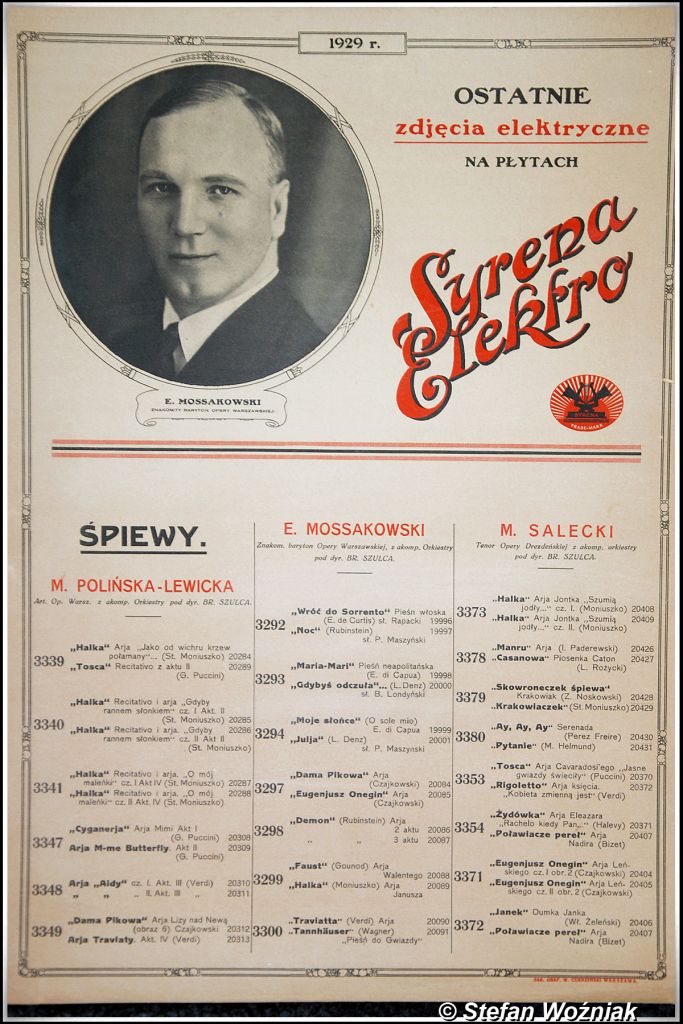 1929 r.
OSTATNIE
zdjęcia elektryczne
NA PŁYTACH
Syrena
Elektro
SYRENA
TRADE-MARK
E. MOSSAKOWSKI
ZNAKOMITY BARYTON OPERY WARSZAWSKIEJ.
ŚPIEWY.
M. POLIŃSKA-LEWICKA
Art. Op. Warsz. z akomp. Orkiestry pod dyr. BR. SZULCA.
3339
„Halka“ Arja „Jako od wichru krzew
połamany“... (St. Moniuszko) 20284
„Tosca“ Recitativo z aktu II 20289
(G. Puccini)
3340
„Halka“ Recitativo i arja „Gdyby
rannem słonkiem“ cz. I Akt II
(St. Moniuszko) 20285
„Halka“ Recitativo i arja „Gdyby 20286
rannem słonkiem“ cz. II Akt II
(St. Moniuszko)
3341
„Halka“ Recitativo i arja, „O mój
maleńki“ cz. I Akt IV (St. Moniuszko) 20287
„Halka“ Recitativo i arja, „O mój 20288
maleńki“ cz. II Akt IV (St. Moniuszko)
3347
„Cyganerja“ Arja Mimi Akt I
(G. Puccini) 20308
Arja M-me Butterfly. Akt II 20309
(G. Puccini)
3348
Arja „Aidy“ cz. I. Akt. III (Verdi) 20310
„ „ „ II. Akt. III „ 20311
3349
„Dama Pikowa“ Arja Lizy nad Newą
(obraz 6) Czajkowski 20312
Arja Traviaty. Akt. IV (Verdi) 20313
E. MOSSAKOWSKI
Znakom. baryton Opery Warszawskiej, z akomp. Orkiestry
pod dyr. BR. SZULCA.
3292
„Wróć do Sorrento“ Pieśn włoska
(E. de Curtis) sł. Rapacki 19996
„Noc“ (Rubinstein) 19997
sł. P. Maszyński
3293
„Maria-Mari“ Pieśń neapolitańska
(E. di Capua) 19998
„Gdybyś odczuła“... (L. Denz) 20000
sł. B. Londyński
3294
„Moje słońce“ (O sole mio)
E. di Capua 19999
„Julja“ (L. Denz) 20001
sł. P. Maszynski
3297
„Dama Pikowa“ Arja
(Czajkowski) 20084
„Eugenjusz Onegin“ Arja 20085
(Czajkowski)
3298
„Demon“ (Rubinstein) Arja
2 aktu 20086
„ „ 3 aktu 20087
3299
„Faust“ (Gounod) Arja
Walentego 20088
„Halka“ (Moniuszko) Arja 20089
Janusza
3300
„Traviatta“ (Verdi) Arja 20090
„Tannhäuser“ (Wagner) 20091
„Pieśń do Gwiazdy“
M. SALECKI
Tenor Opery Drezdeńskiej z akomp. orkiestry
pod dyr. BR. SZULCA.
3373
„Halka“ Arja Jontka „Szumią
jodły...“ cz. I. (Moniuszko) 20408
„Halka“ Arja Jontka „Szumią 20409
jodły...“ cz. II. (Moniuszko)
3378
„Manru“ Arja (I. Paderewski) 20426
„Casanowa“ Piosenka Caton 20427
(L. Rożycki)
3379
„Skowroneczek śpiewa“
Krakowiak (Z. Noskowski) 20428
„Krakowiaczek“ (St. Moniuszko) 20429
3380
„Ay, Ay, Ay“ Serenada
(Perez Freire) 20430
„Pytanie“ (M. Helmund) 20431
3353
„Tosca“ Arja Cavaradosi'ego „Jasne
gwiazdy świeciły“ (Puccini) 20370
„Rigoletto“ Arja księcia. 20372
„Kobieta zmienną jest“ (Verdi)
3354
„Żydówka“ Arja Eleazara
„Rachelo kiedy Pan...“ (Halevy) 20371
„Poławiacze pereł“ Arja 20407
Nadira (Bizet)
3371
„Eugenjusz Onegin“ Arja Leń-
skiego cz. I obr. 2 (Czajkowski) 20404
„Eugenjusz Onegin“ Arja Leń- 20405
skiego cz. II obr. 2 (Czajkowski)
3372
„Janek“ Dumka Janka
(Wł. Żeleński) 20406
„Poławiacze pereł“ Arja 20407
Nadira (Bizet)
© Stefan Woźniak